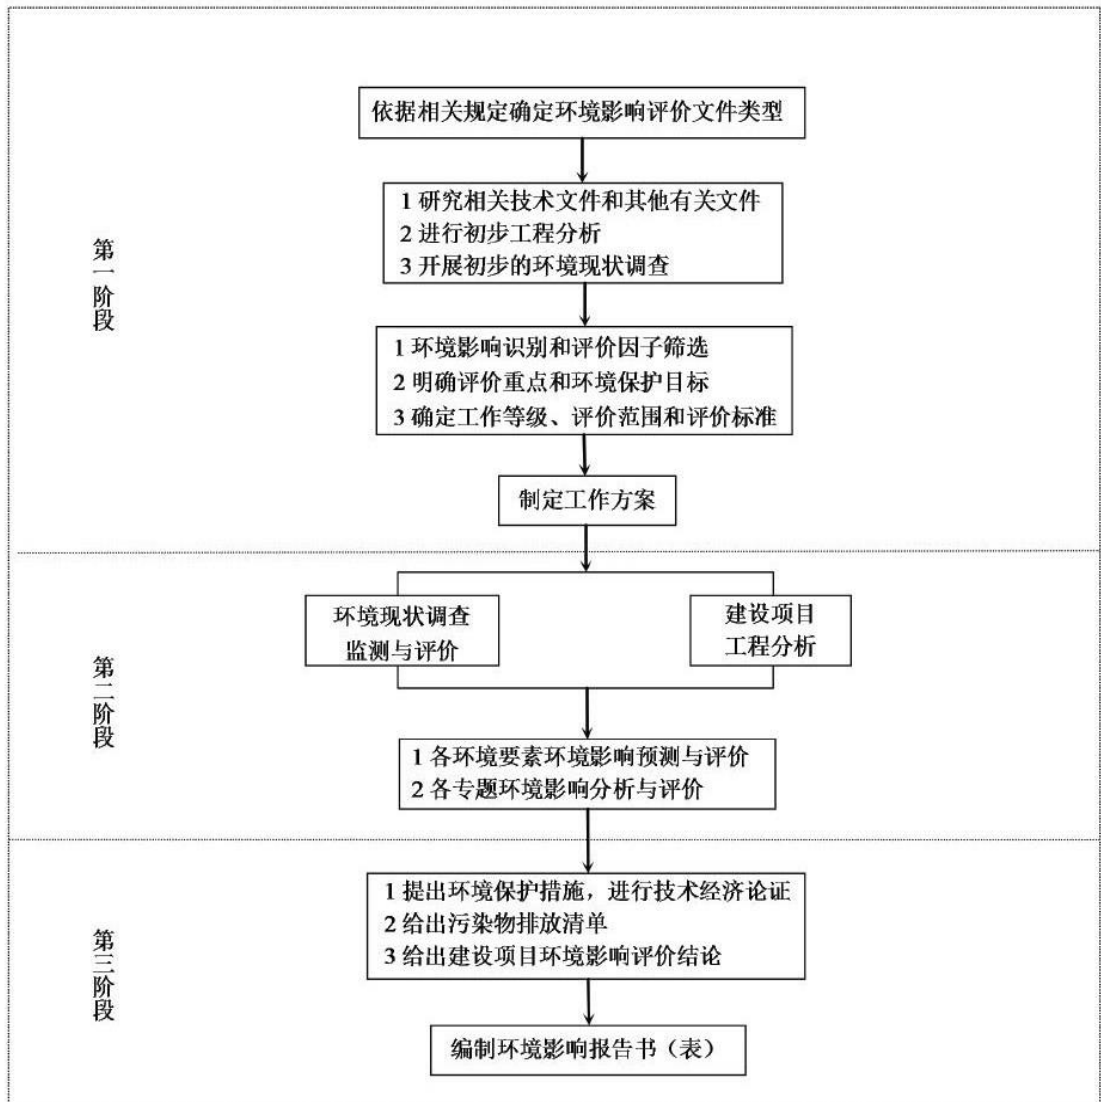 依据相关规定确定环境影响评价文件类型
1 研究相关技术文件和其他有关文件
2 进行初步工程分析
3 开展初步的环境现状调查
第一阶段
1 环境影响识别和评价因子筛选
2 明确评价重点和环境保护目标
3 确定工作等级、评价范围和评价标准
制定工作方案
环境现状调查
监测与评价
建设项目
工程分析
第二阶段
1 各环境要素环境影响预测与评价
2 各专题环境影响分析与评价
1 提出环境保护措施，进行技术经济论证
2 给出污染物排放清单
3 给出建设项目环境影响评价结论
第三阶段
编制环境影响报告书（表）